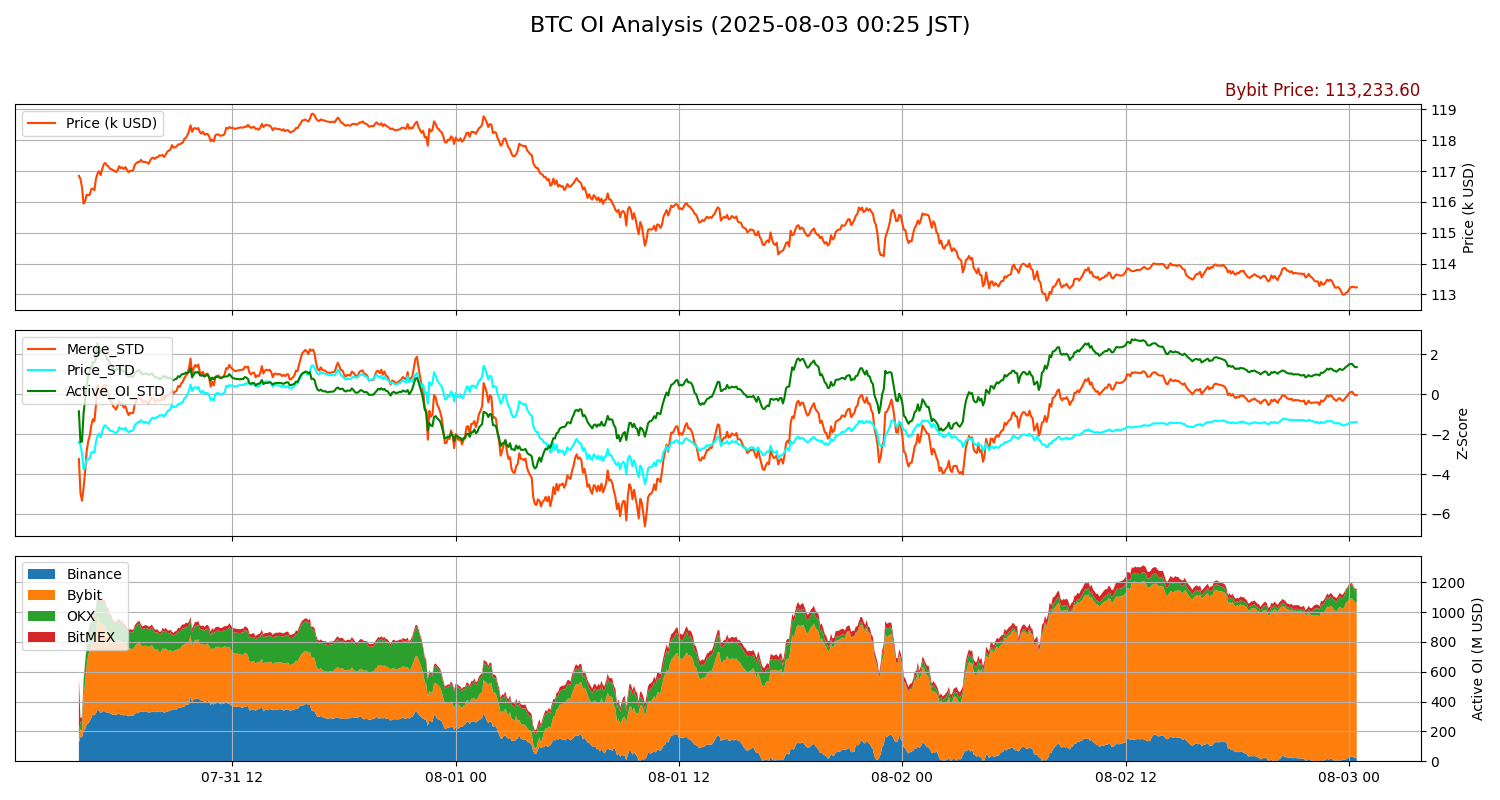 BTC OI Analysis (2025-08-03 00:25 JST)
Bybit Price: 113,233.60
Price (k USD)
119
118
117
116
115
114
113
Price (k USD)
Merge_STD
Price_STD
Active_OI_STD
2
0
−2
−4
−6
Z-Score
Binance
Bybit
OKX
BitMEX
1200
1000
800
600
400
200
0
Active OI (M USD)
07-31 12
08-01 00
08-01 12
08-02 00
08-02 12
08-03 00